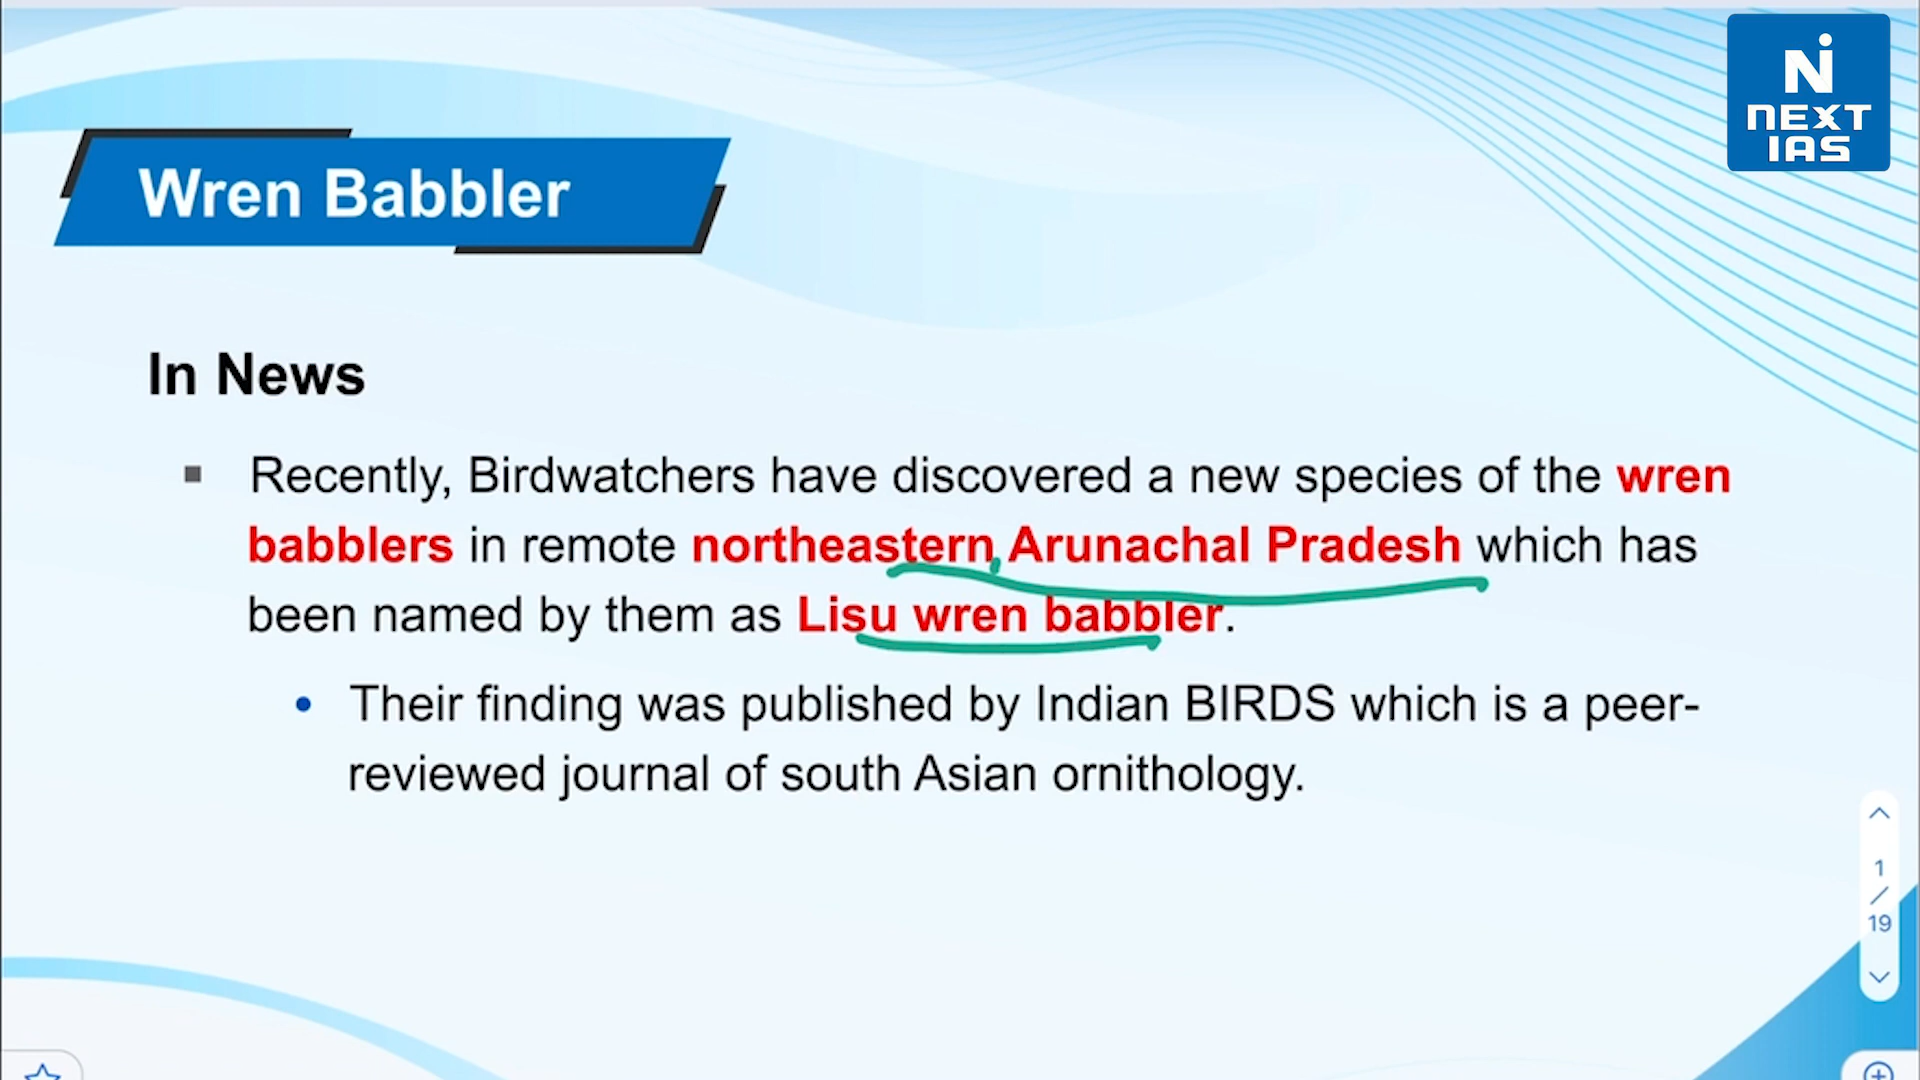 N
NEXT
IAS
Wren Babbler
In News
Recently, Birdwatchers have discovered a new species of the wren
babblers in remote northeastern Arunachal Pradesh which has
been named by them as Lisu wren babbler.
Their finding was published by Indian BIRDS which is a peer-
reviewed journal of south Asian ornithology.
1
/
19